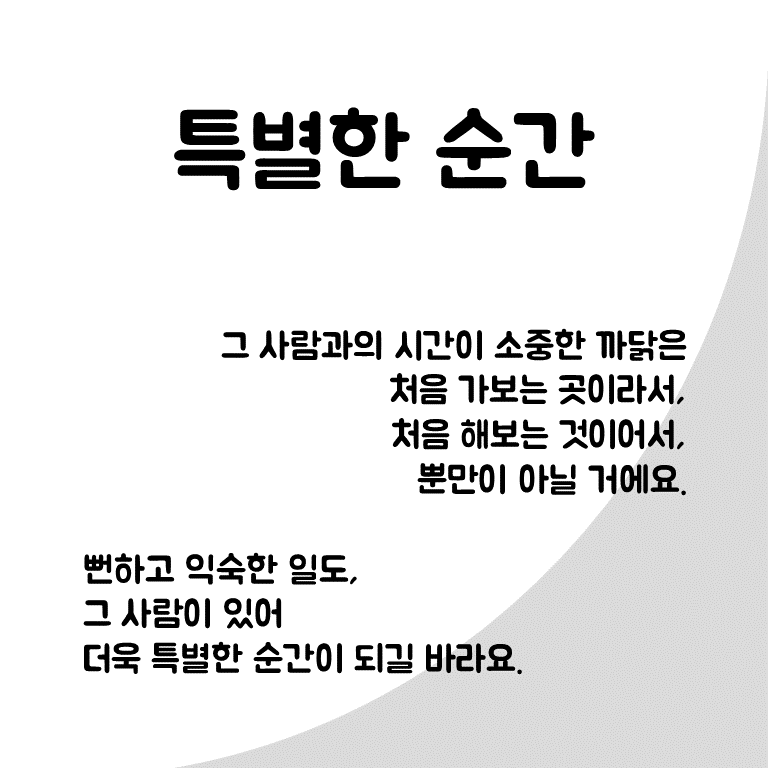 특별한 순간
그 사람과의 시간이 소중한 까닭은
처음 가보는 곳이라서,
처음 해보는 것이어서,
뿐만이 아닐 거에요.
뻔하고 익숙한 일도,
그 사람이 있어
더욱 특별한 순간이 되길 바라요.